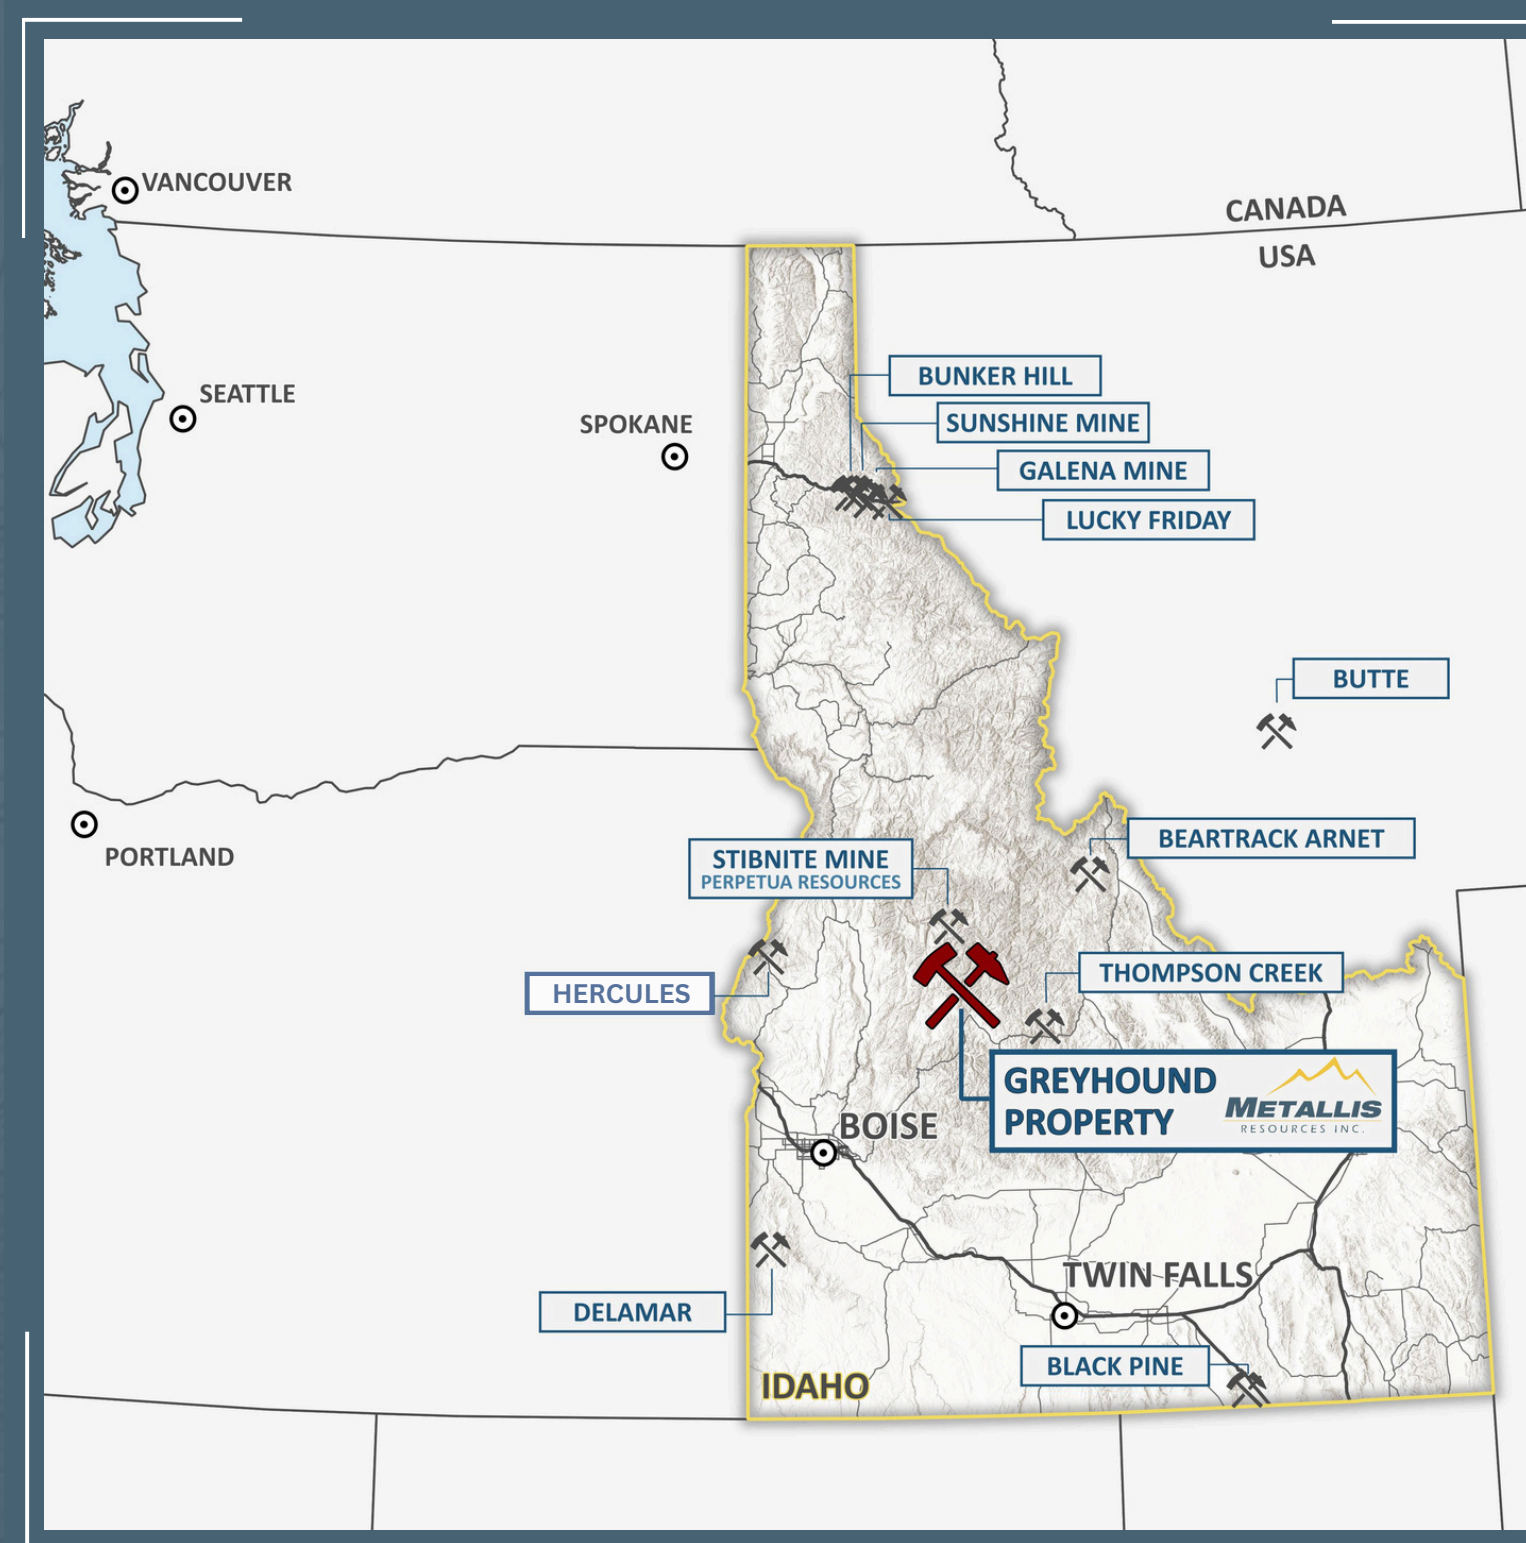 VANCOUVER
CANADA
USA
BUNKER HILL
SEATTLE
SUNSHINE MINE
SPOKANE
GALENA MINE
LUCKY FRIDAY
BUTTE
BEARTRACK ARNET
PORTLAND
STIBNITE MINE
PERPETUA RESOURCES
THOMPSON CREEK
HERCULES
GREYHOUND
PROPERTY
METALLIS
RESOURCES INC.
BOISE
TWIN FALLS
DELAMAR
BLACK PINE
IDAHO